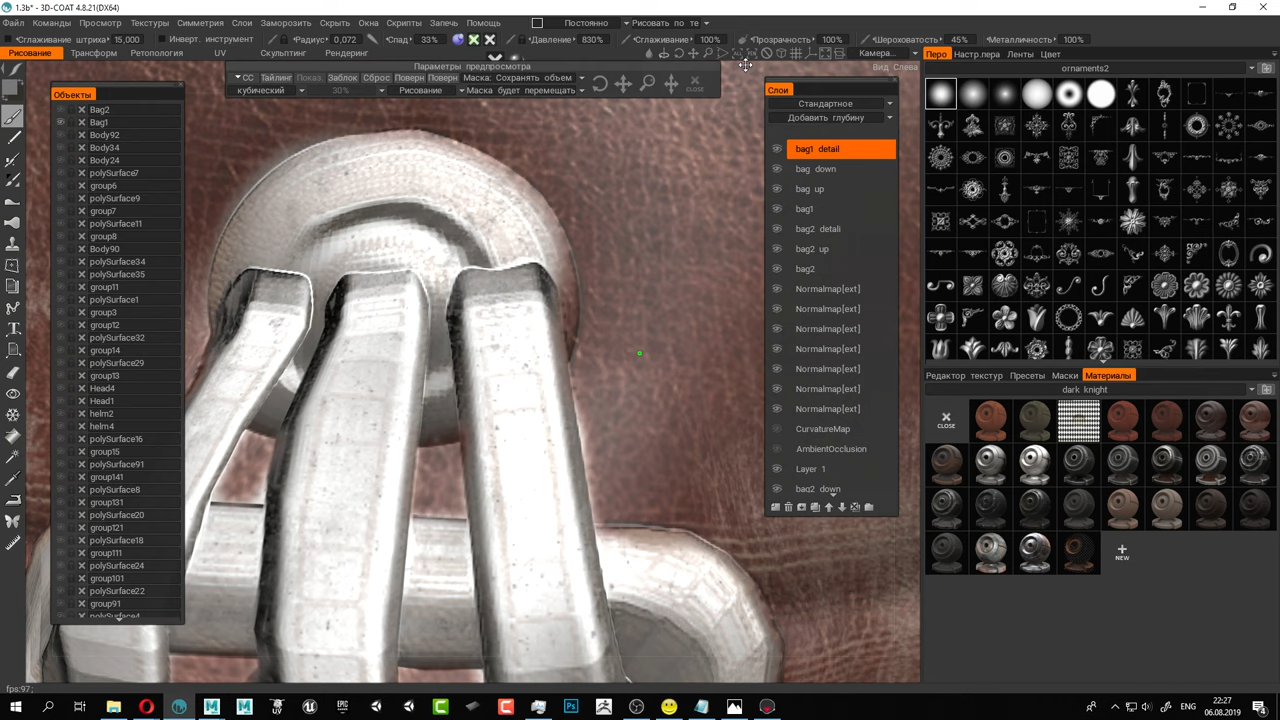 1.3b* - 3D-COAT 4.8.21(DX64)
Файл Команды Просмотр Текстуры Симметрия Слои Заморозить Скрыть Окна Скрипты Запечь Помощь Постоянно Рисовать по те
Сглаживание штриха 15,000 Инверт. инструмент Радиус 0,072 Спад 33% Давление 830% Сглаживание 100% Прозрачность 100% Шероховатость 45% Металличность 100%
Рисование Трансформ Ретопология UV Скульптинг Рендеринг Камера... Перо Настр.пера Ленты Цвет
Параметры предпросмотра
Вид Слева
ornaments2
СС Тайлинг Показ. Заблок Сброс Поверн Поверн Маска: Сохранять объем
кубический 30% Рисование Маска будет перемещать CLOSE
Объекты
Bag2
Bag1
Body92
Body34
Body24
polySurface7
group6
polySurface9
group7
polySurface11
group8
Body90
polySurface34
polySurface35
group11
polySurface1
group3
group12
polySurface32
group14
polySurface29
group13
Head4
Head1
helm2
helm4
polySurface16
group15
polySurface91
group141
polySurface8
group131
polySurface20
group121
polySurface18
group111
polySurface24
group101
polySurface22
group91
polySurface4
Слои
Стандартное
Добавить глубину
bag1 detail
bag down
bag up
bag1
bag2 detali
bag2 up
bag2
Normalmap[ext]
Normalmap[ext]
Normalmap[ext]
Normalmap[ext]
Normalmap[ext]
Normalmap[ext]
Normalmap[ext]
CurvatureMap
AmbientOcclusion
Layer 1
bag2 down
Редактор текстур Пресеты Маски Материалы
dark knight
CLOSE
NEW
fps:97;
ENG
22:27
06.08.2019